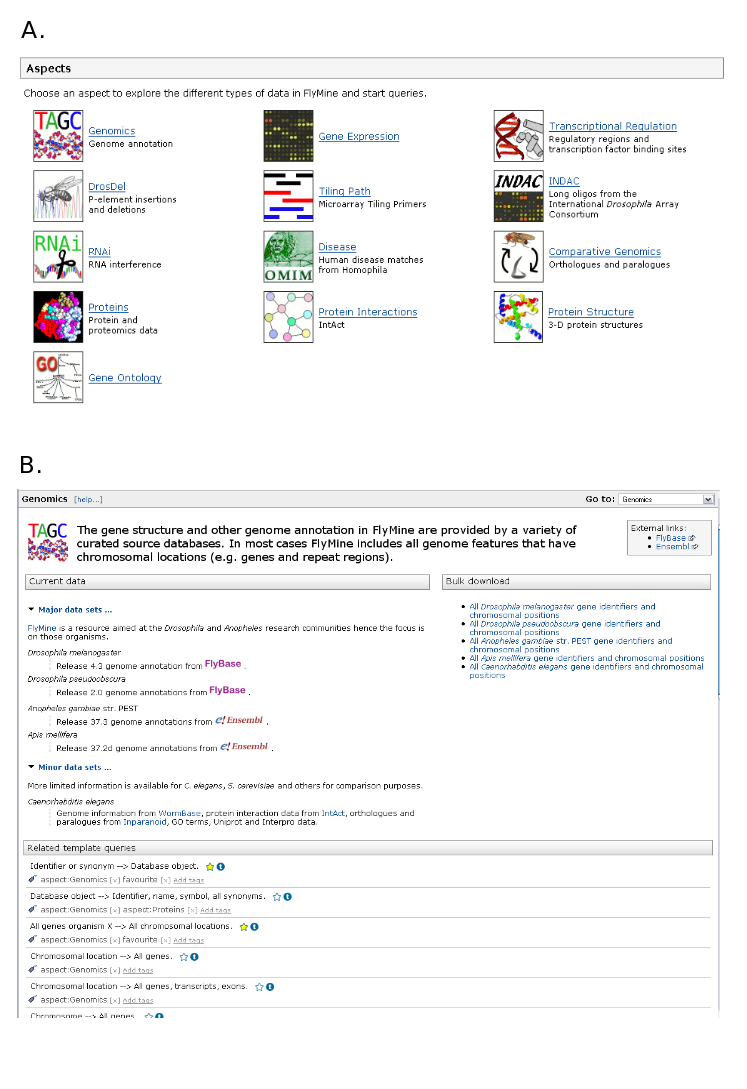 A.
Aspects
Choose an aspect to explore the different types of data in FlyMine and start queries.
TAGC
Genomics
Genome annotation
Gene Expression
Transcriptional Regulation
Regulatory regions and
transcription factor binding sites
DrosDel
P-element insertions
and deletions
Tiling Path
Microarray Tiling Primers
INDAC
INDAC
Long oligos from the
International Drosophila Array
Consortium
RNAi
RNAi
RNA interference
OMIM
Disease
Human disease matches
from Homophila
Comparative Genomics
Orthologues and paralogues
Proteins
Protein and
proteomics data
Protein Interactions
IntAct
Protein Structure
3-D protein structures
GO
Gene Ontology
B.
Genomics [help...]
Go to: Genomics
TAGC
The gene structure and other genome annotation in FlyMine are provided by a variety of
curated source databases. In most cases FlyMine includes all genome features that have
chromosomal locations (e.g. genes and repeat regions).
External links:
• FlyBase
• Ensembl
Current data
Major data sets ...
FlyMine is a resource aimed at the Drosophila and Anopheles research communities hence the focus is
on those organisms.
Drosophila melanogaster
Release 4.3 genome annotation from FlyBase .
Drosophila pseudoobscura
Release 2.0 genome annotation from FlyBase .
Anopheles gambiae str. PEST
Release 37.3 genome annotations from e! Ensembl .
Apis mellifera
Release 37.2d genome annotations from e! Ensembl .
Minor data sets ...
More limited information is available for C. elegans, S. cerevisiae and others for comparison purposes.
Caenorhabditis elegans
Genome information from WormBase, protein interaction data from IntAct, orthologues and
paralogues from Inparanoid, GO terms, Uniprot and Interpro data.
Bulk download
• All Drosophila melanogaster gene identifiers and
chromosomal positions
• All Drosophila pseudoobscura gene identifiers and
chromosomal positions
• All Anopheles gambiae str. PEST gene identifiers and
chromosomal positions
• All Apis mellifera gene identifiers and chromosomal positions
• All Caenorhabditis elegans gene identifiers and chromosomal
positions
Related template queries
Identifier or synonym --> Database object. t
aspect:Genomics [x] favourite [x] Add tags
Database object --> Identifier, name, symbol, all synonyms. t
aspect:Genomics [x] aspect:Proteins [x] Add tags
All genes organism X --> All chromosomal locations. t
aspect:Genomics [x] favourite [x] Add tags
Chromosomal location --> All genes. t
aspect:Genomics [x] Add tags
Chromosomal location --> All genes, transcripts, exons. t
aspect:Genomics [x] Add tags
Chromosome --> All genes. t